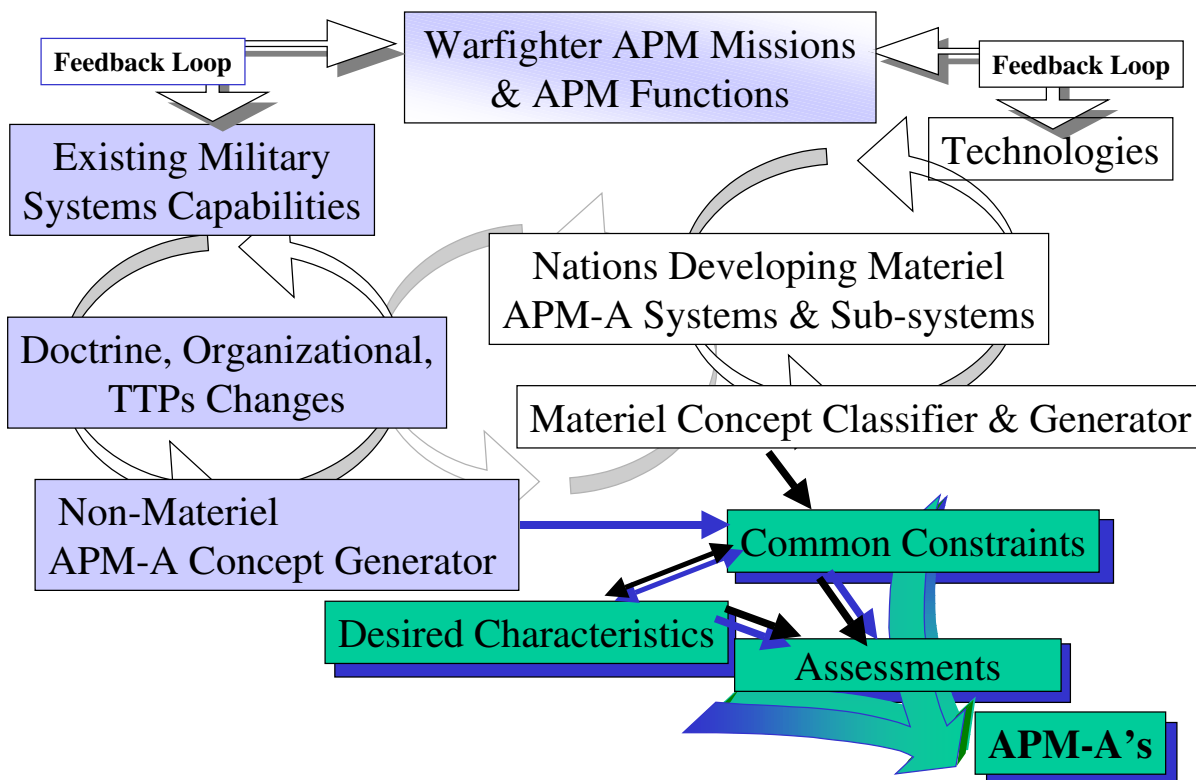 Warfighter APM Missions
& APM Functions
Feedback Loop
Feedback Loop
Existing Military
Systems Capabilities
Technologies
Nations Developing Materiel
APM-A Systems & Sub-systems
Doctrine, Organizational,
TTPs Changes
Materiel Concept Classifier & Generator
Non-Materiel
APM-A Concept Generator
Common Constraints
Desired Characteristics
Assessments
APM-A's